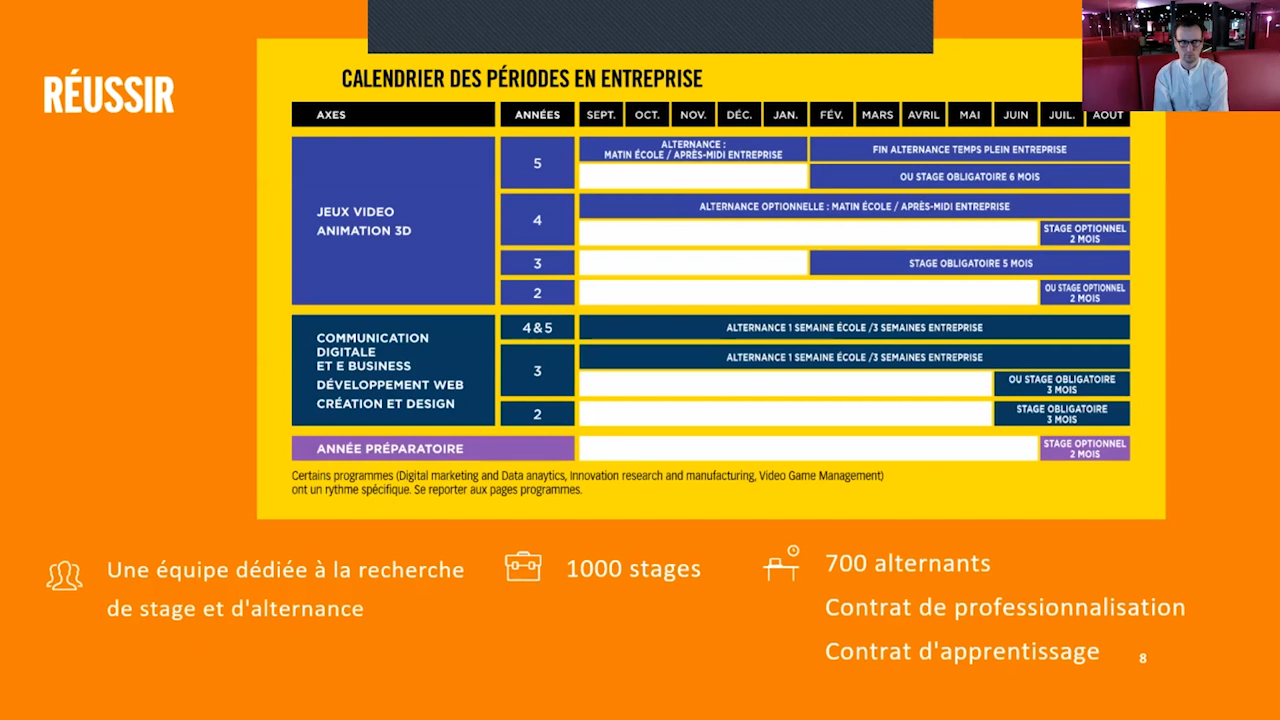 RÉUSSIR
CALENDRIER DES PÉRIODES EN ENTREPRISE
AXES ANNÉES SEPT. OCT. NOV. DÉC. JAN. FÉV. MARS AVRIL MAI JUIN JUIL. AOUT
JEUX VIDEO
ANIMATION 3D
5
ALTERNANCE :
MATIN ÉCOLE / APRÈS-MIDI ENTREPRISE
FIN ALTERNANCE TEMPS PLEIN ENTREPRISE
OU STAGE OBLIGATOIRE 6 MOIS
4
ALTERNANCE OPTIONNELLE : MATIN ÉCOLE / APRÈS-MIDI ENTREPRISE
STAGE OPTIONNEL
2 MOIS
3
STAGE OBLIGATOIRE 5 MOIS
2
OU STAGE OPTIONNEL
2 MOIS
COMMUNICATION
DIGITALE
ET E BUSINESS
DÉVELOPPEMENT WEB
CRÉATION ET DESIGN
4&5
ALTERNANCE 1 SEMAINE ÉCOLE /3 SEMAINES ENTREPRISE
3
ALTERNANCE 1 SEMAINE ÉCOLE /3 SEMAINES ENTREPRISE
OU STAGE OBLIGATOIRE
3 MOIS
2
STAGE OBLIGATOIRE
3 MOIS
ANNÉE PRÉPARATOIRE
STAGE OPTIONNEL
2 MOIS
Certains programmes (Digital marketing and Data anaytics, Innovation research and manufacturing, Video Game Management)
ont un rythme spécifique. Se reporter aux pages programmes.
Une équipe dédiée à la recherche
de stage et d'alternance
1000 stages
700 alternants
Contrat de professionnalisation
Contrat d'apprentissage
8